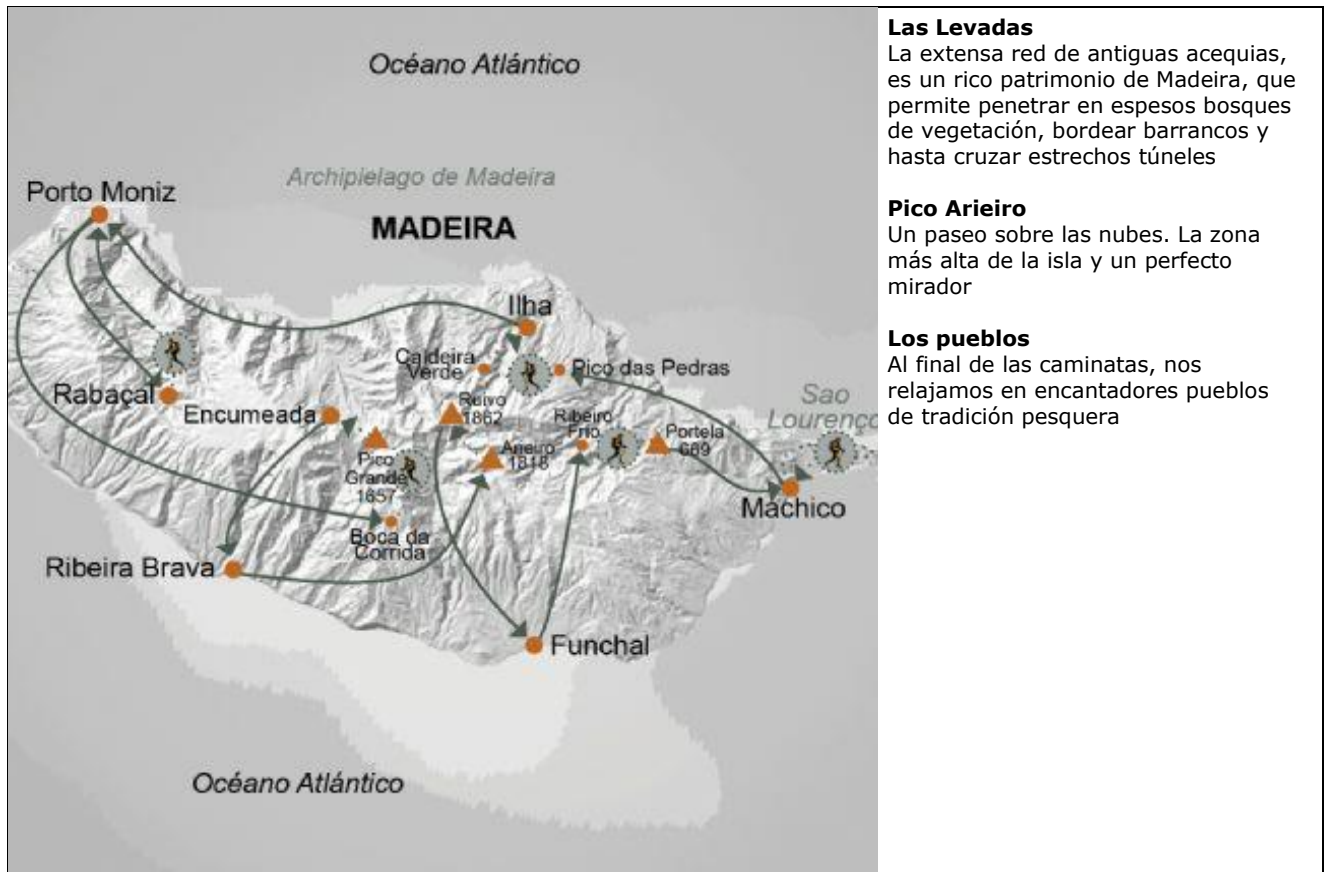 Océano Atlántico
Archipielago de Madeira
Porto Moniz
MADEIRA
Ilha
Caldeira
Verde
Pico das Pedras
Rabaçal
Encumeada
Ruivo
1862
Ribeiro
Frio
Sao
Lourenço
Portela
669
Arieiro
1818
Pico
Grande
1657
Machico
Boca da
Corrida
Ribeira Brava
Funchal
Océano Atlántico
Las Levadas
La extensa red de antiguas acequias,
es un rico patrimonio de Madeira, que
permite penetrar en espesos bosques
de vegetación, bordear barrancos y
hasta cruzar estrechos túneles
Pico Arieiro
Un paseo sobre las nubes. La zona
más alta de la isla y un perfecto
mirador
Los pueblos
Al final de las caminatas, nos
relajamos en encantadores pueblos
de tradición pesquera